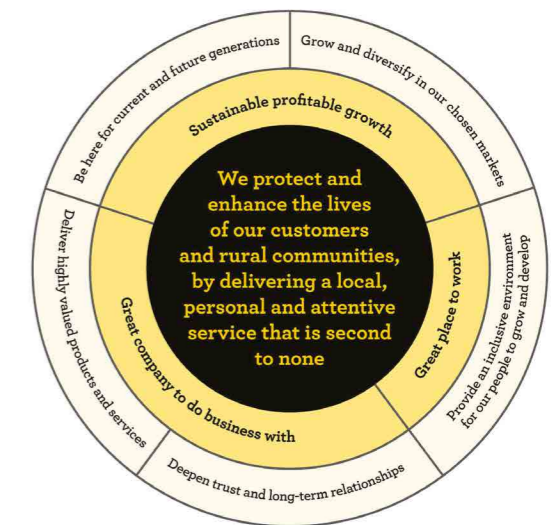 Be here for current and future generations
Grow and diversify in our chosen markets
Sustainable profitable growth
We protect and
enhance the lives
of our customers
and rural communities,
by delivering a local,
personal and attentive
service that is second
to none
Great place to work
Provide an inclusive environment
for our people to grow and develop
Great company to do business with
Deliver highly valued products and services
Deepen trust and long-term relationships